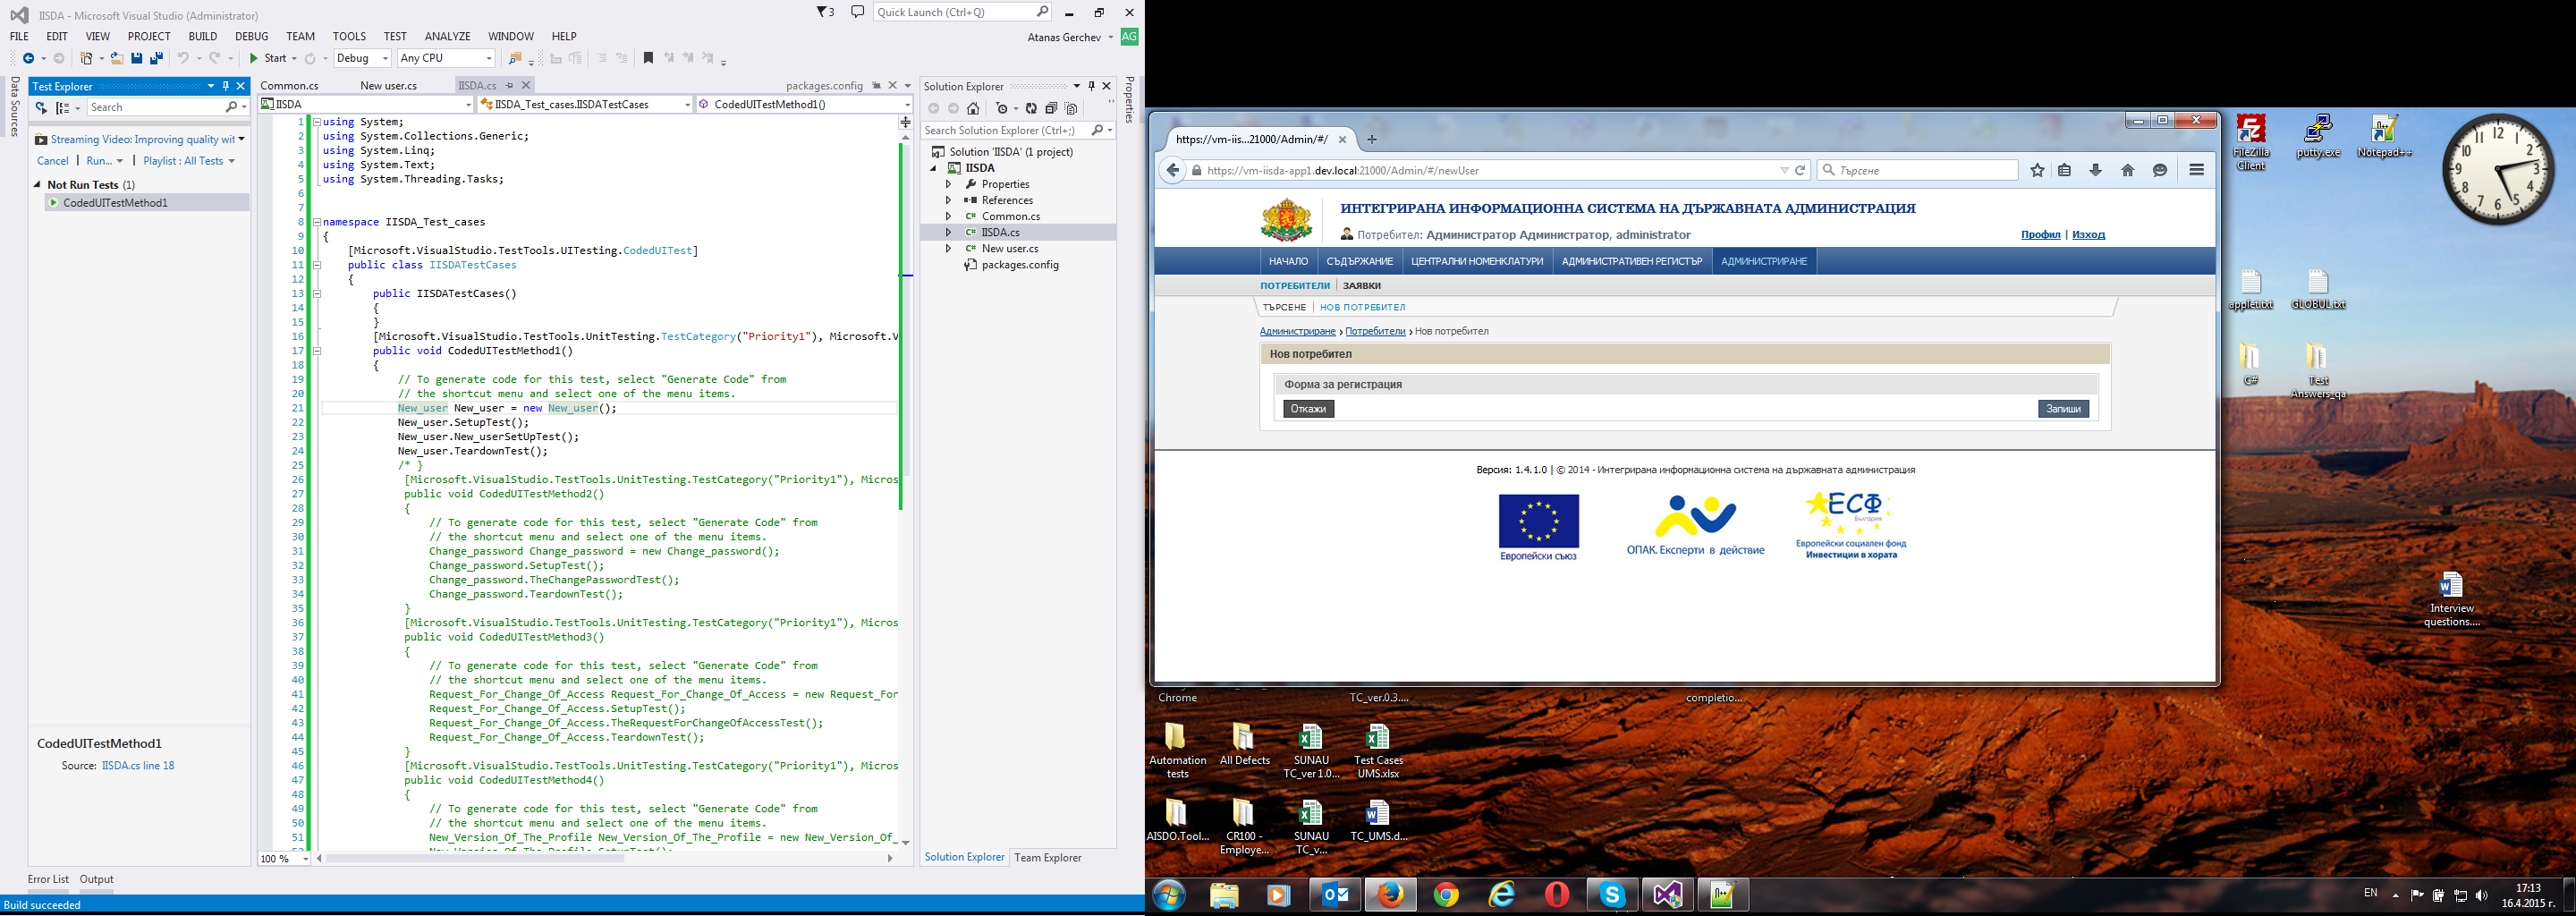 IISDA - Microsoft Visual Studio (Administrator)
3
Quick Launch (Ctrl+Q)
FILE EDIT VIEW PROJECT BUILD DEBUG TEAM TOOLS TEST ANALYZE WINDOW HELP
Atanas Gerchev AG
Start Debug Any CPU
Data Sources
Test Explorer
Search
Streaming Video: Improving quality wit
Cancel | Run... | Playlist : All Tests
Not Run Tests (1)
CodedUITestMethod1
CodedUITestMethod1
Source: IISDA.cs line 18
Common.cs New user.cs IISDA.cs packages.config
IISDA IISDA_Test_cases.IISDATestCases CodedUITestMethod1()
1 using System;
2 using System.Collections.Generic;
3 using System.Linq;
4 using System.Text;
5 using System.Threading.Tasks;
6
7
8 namespace IISDA_Test_cases
9 {
10 [Microsoft.VisualStudio.TestTools.UITesting.CodedUITest]
11 public class IISDATestCases
12 {
13 public IISDATestCases()
14 {
15 }
16 [Microsoft.VisualStudio.TestTools.UnitTesting.TestCategory("Priority1"), Microsoft.V
17 public void CodedUITestMethod1()
18 {
19 // To generate code for this test, select "Generate Code" from
20 // the shortcut menu and select one of the menu items.
21 New_user New_user = new New_user();
22 New_user.SetupTest();
23 New_user.New_userSetUpTest();
24 New_user.TeardownTest();
25 /* }
26 [Microsoft.VisualStudio.TestTools.UnitTesting.TestCategory("Priority1"), Micros
27 public void CodedUITestMethod2()
28 {
29 // To generate code for this test, select "Generate Code" from
30 // the shortcut menu and select one of the menu items.
31 Change_password Change_password = new Change_password();
32 Change_password.SetupTest();
33 Change_password.TheChangePasswordTest();
34 Change_password.TeardownTest();
35 }
36 [Microsoft.VisualStudio.TestTools.UnitTesting.TestCategory("Priority1"), Micros
37 public void CodedUITestMethod3()
38 {
39 // To generate code for this test, select "Generate Code" from
40 // the shortcut menu and select one of the menu items.
41 Request_For_Change_Of_Access Request_For_Change_Of_Access = new Request_For
42 Request_For_Change_Of_Access.SetupTest();
43 Request_For_Change_Of_Access.TheRequestForChangeOfAccessTest();
44 Request_For_Change_Of_Access.TeardownTest();
45 }
46 [Microsoft.VisualStudio.TestTools.UnitTesting.TestCategory("Priority1"), Micros
47 public void CodedUITestMethod4()
48 {
49 // To generate code for this test, select "Generate Code" from
50 // the shortcut menu and select one of the menu items.
51 New_Version_Of_The_Profile New_Version_Of_The_Profile = new New_Version_Of_
100 %
Solution Explorer
Search Solution Explorer (Ctrl+;)
Solution 'IISDA' (1 project)
IISDA
Properties
References
Common.cs
IISDA.cs
New user.cs
packages.config
Solution Explorer Team Explorer
Properties
Error List Output
Build succeeded
https://vm-iis...21000/Admin/#/
https://vm-iisda-app1.dev.local:21000/Admin/#/newUser
Търсене
ИНТЕГРИРАНА ИНФОРМАЦИОННА СИСТЕМА НА ДЪРЖАВНАТА АДМИНИСТРАЦИЯ
Потребител: Администратор Администратор, administrator
Профил | Изход
НАЧАЛО СЪДЪРЖАНИЕ ЦЕНТРАЛНИ НОМЕНКЛАТУРИ АДМИНИСТРАТИВЕН РЕГИСТЪР АДМИНИСТРИРАНЕ
ПОТРЕБИТЕЛИ ЗАЯВКИ
ТЪРСЕНЕ НОВ ПОТРЕБИТЕЛ
Администриране › Потребители › Нов потребител
Нов потребител
Форма за регистрация
Откажи Запиши
Версия: 1.4.1.0 | © 2014 - Интегрирана информационна система на държавната администрация
Европейски съюз
ОПАК. Експерти в действие
ЕСФ
България
Европейски социален фонд
Инвестиции в хората
FileZilla Client
putty.exe
Notepad++
12 1 2 3 4 5 6 7 8 9 10 11
applet.txt
GLOBUL.txt
C#
Test Answers_qa
Interview questions....
Chrome
TC_ver.0.3....
completio...
Automation tests
All Defects
SUNAU TC_ver1.0...
Test Cases UMS.xlsx
AISDO.Tool...
CR100 - Employe...
SUNAU TC_v...
TC_UMS.d...
EN
17:13
16.4.2015 г.